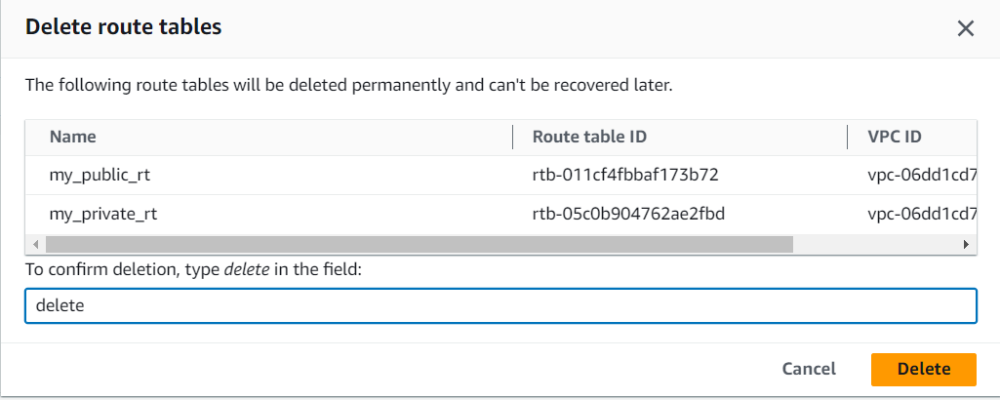 Delete route tables
The following route tables will be deleted permanently and can't be recovered later.
Name Route table ID VPC ID
my_public_rt rtb-011cf4fbbaf173b72 vpc-06dd1cd7
my_private_rt rtb-05c0b904762ae2fbd vpc-06dd1cd7
To confirm deletion, type delete in the field:
delete
Cancel Delete